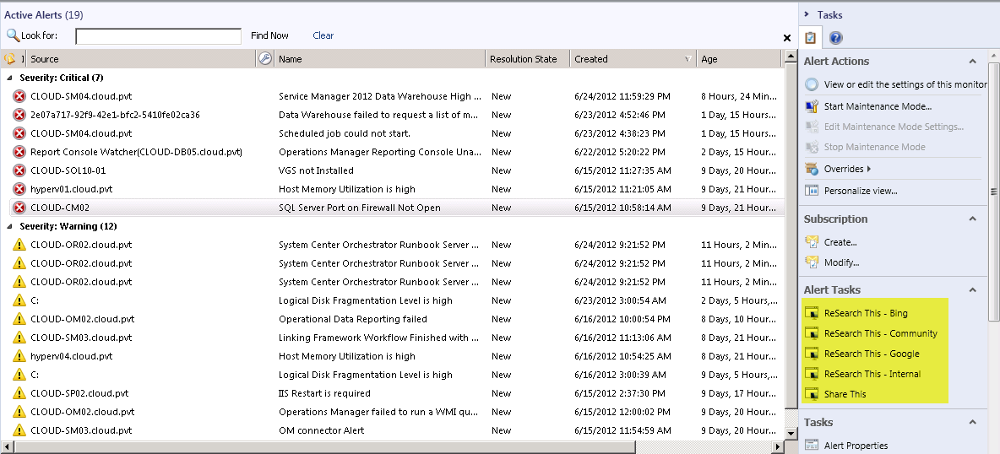 Active Alerts (19)
Look for: Find Now Clear
Source Name Resolution State Created Age
Severity: Critical (7)
CLOUD-SM04.cloud.pvt Service Manager 2012 Data Warehouse High ... New 6/24/2012 11:59:29 PM 8 Hours, 24 Min...
2e07a717-92f9-42e1-bfc2-5410fe02ca36 Data Warehouse failed to request a list of m... New 6/23/2012 4:52:46 PM 1 Day, 15 Hours...
CLOUD-SM04.cloud.pvt Scheduled job could not start. New 6/23/2012 4:38:23 PM 1 Day, 15 Hours...
Report Console Watcher(CLOUD-DB05.cloud.pvt) Operations Manager Reporting Console Una... New 6/22/2012 5:20:22 PM 2 Days, 15 Hour...
CLOUD-SOL10-01 VGS not Installed New 6/15/2012 11:27:35 AM 9 Days, 20 Hour...
hyperv01.cloud.pvt Host Memory Utilization is high New 6/15/2012 11:21:05 AM 9 Days, 21 Hour...
CLOUD-CM02 SQL Server Port on Firewall Not Open New 6/15/2012 10:58:14 AM 9 Days, 21 Hour...
Severity: Warning (12)
CLOUD-OR02.cloud.pvt System Center Orchestrator Runbook Server ... New 6/24/2012 9:21:52 PM 11 Hours, 2 Min...
CLOUD-OR02.cloud.pvt System Center Orchestrator Runbook Server ... New 6/24/2012 9:21:52 PM 11 Hours, 2 Min...
CLOUD-OR02.cloud.pvt System Center Orchestrator Runbook Server ... New 6/24/2012 9:21:52 PM 11 Hours, 2 Min...
C: Logical Disk Fragmentation Level is high New 6/23/2012 3:00:54 AM 2 Days, 5 Hours,...
CLOUD-OM02.cloud.pvt Operational Data Reporting failed New 6/16/2012 10:00:54 PM 8 Days, 10 Hour...
CLOUD-SM03.cloud.pvt Linking Framework Workflow Finished with ... New 6/16/2012 11:13:06 AM 8 Days, 21 Hour...
hyperv04.cloud.pvt Host Memory Utilization is high New 6/16/2012 10:54:25 AM 8 Days, 21 Hour...
C: Logical Disk Fragmentation Level is high New 6/16/2012 3:00:39 AM 9 Days, 5 Hours,...
CLOUD-SP02.cloud.pvt IIS Restart is required New 6/15/2012 2:37:30 PM 9 Days, 17 Hour...
CLOUD-OM02.cloud.pvt Operations Manager failed to run a WMI qu... New 6/15/2012 12:00:02 PM 9 Days, 20 Hour...
CLOUD-SM03.cloud.pvt OM connector Alert New 6/15/2012 11:54:59 AM 9 Days, 20 Hour...
Tasks
Alert Actions
View or edit the settings of this monitor
Start Maintenance Mode...
Edit Maintenance Mode Settings...
Stop Maintenance Mode
Overrides
Personalize view...
Subscription
Create...
Modify...
Alert Tasks
ReSearch This - Bing
ReSearch This - Community
ReSearch This - Google
ReSearch This - Internal
Share This
Tasks
Alert Properties